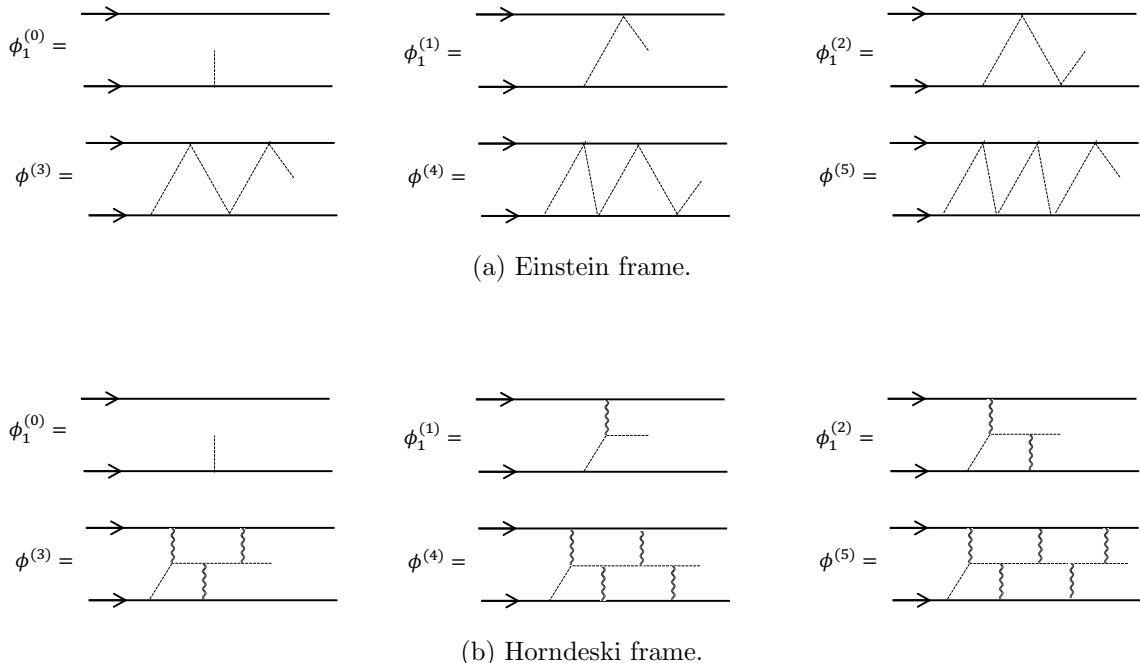 ϕ₁⁽⁰⁾ = ϕ₁⁽¹⁾ = ϕ₁⁽²⁾ =
ϕ⁽³⁾ = ϕ⁽⁴⁾ = ϕ⁽⁵⁾ =
(a) Einstein frame.
ϕ₁⁽⁰⁾ = ϕ₁⁽¹⁾ = ϕ₁⁽²⁾ =
ϕ⁽³⁾ = ϕ⁽⁴⁾ = ϕ⁽⁵⁾ =
(b) Horndeski frame.